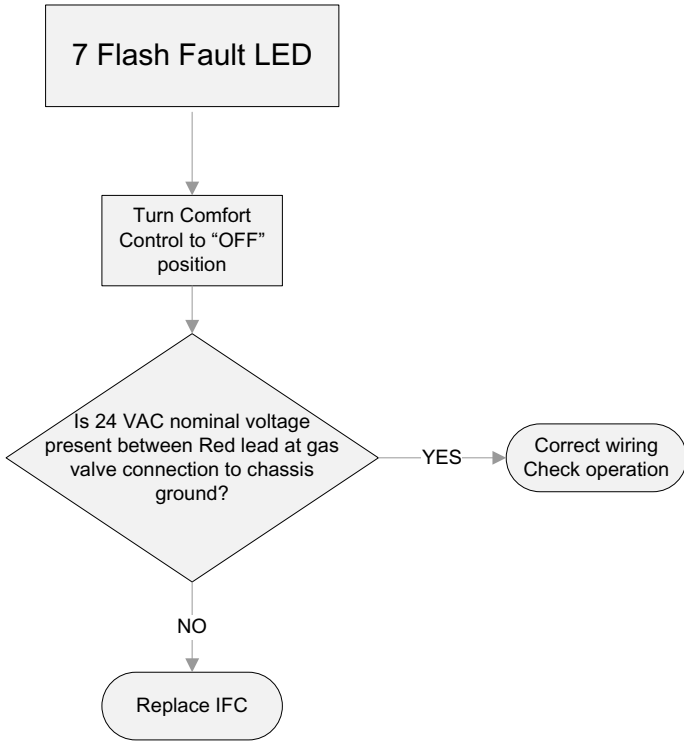 7 Flash Fault LED
Turn Comfort
Control to “OFF”
position
Is 24 VAC nominal voltage
present between Red lead at gas
valve connection to chassis
ground?
YES
Correct wiring
Check operation
NO
Replace IFC